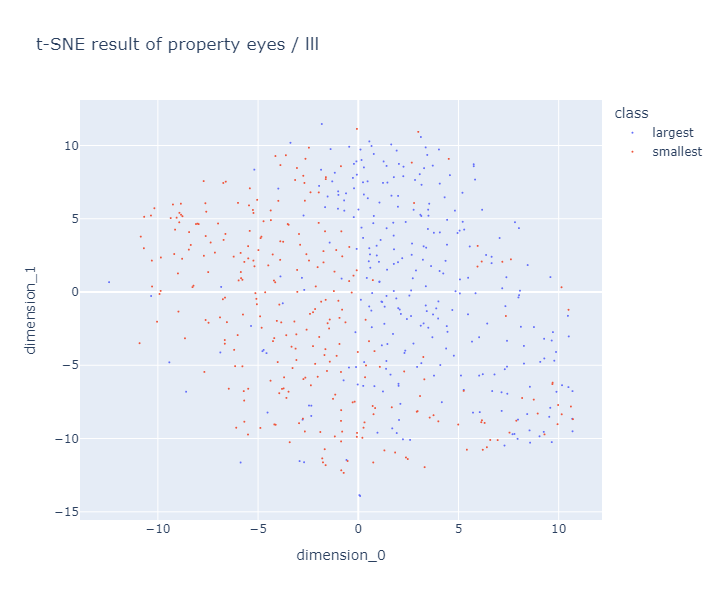 t-SNE result of property eyes / lll
class
largest
smallest
10
5
0
−5
−10
−15
dimension_1
−10
−5
0
5
10
dimension_0